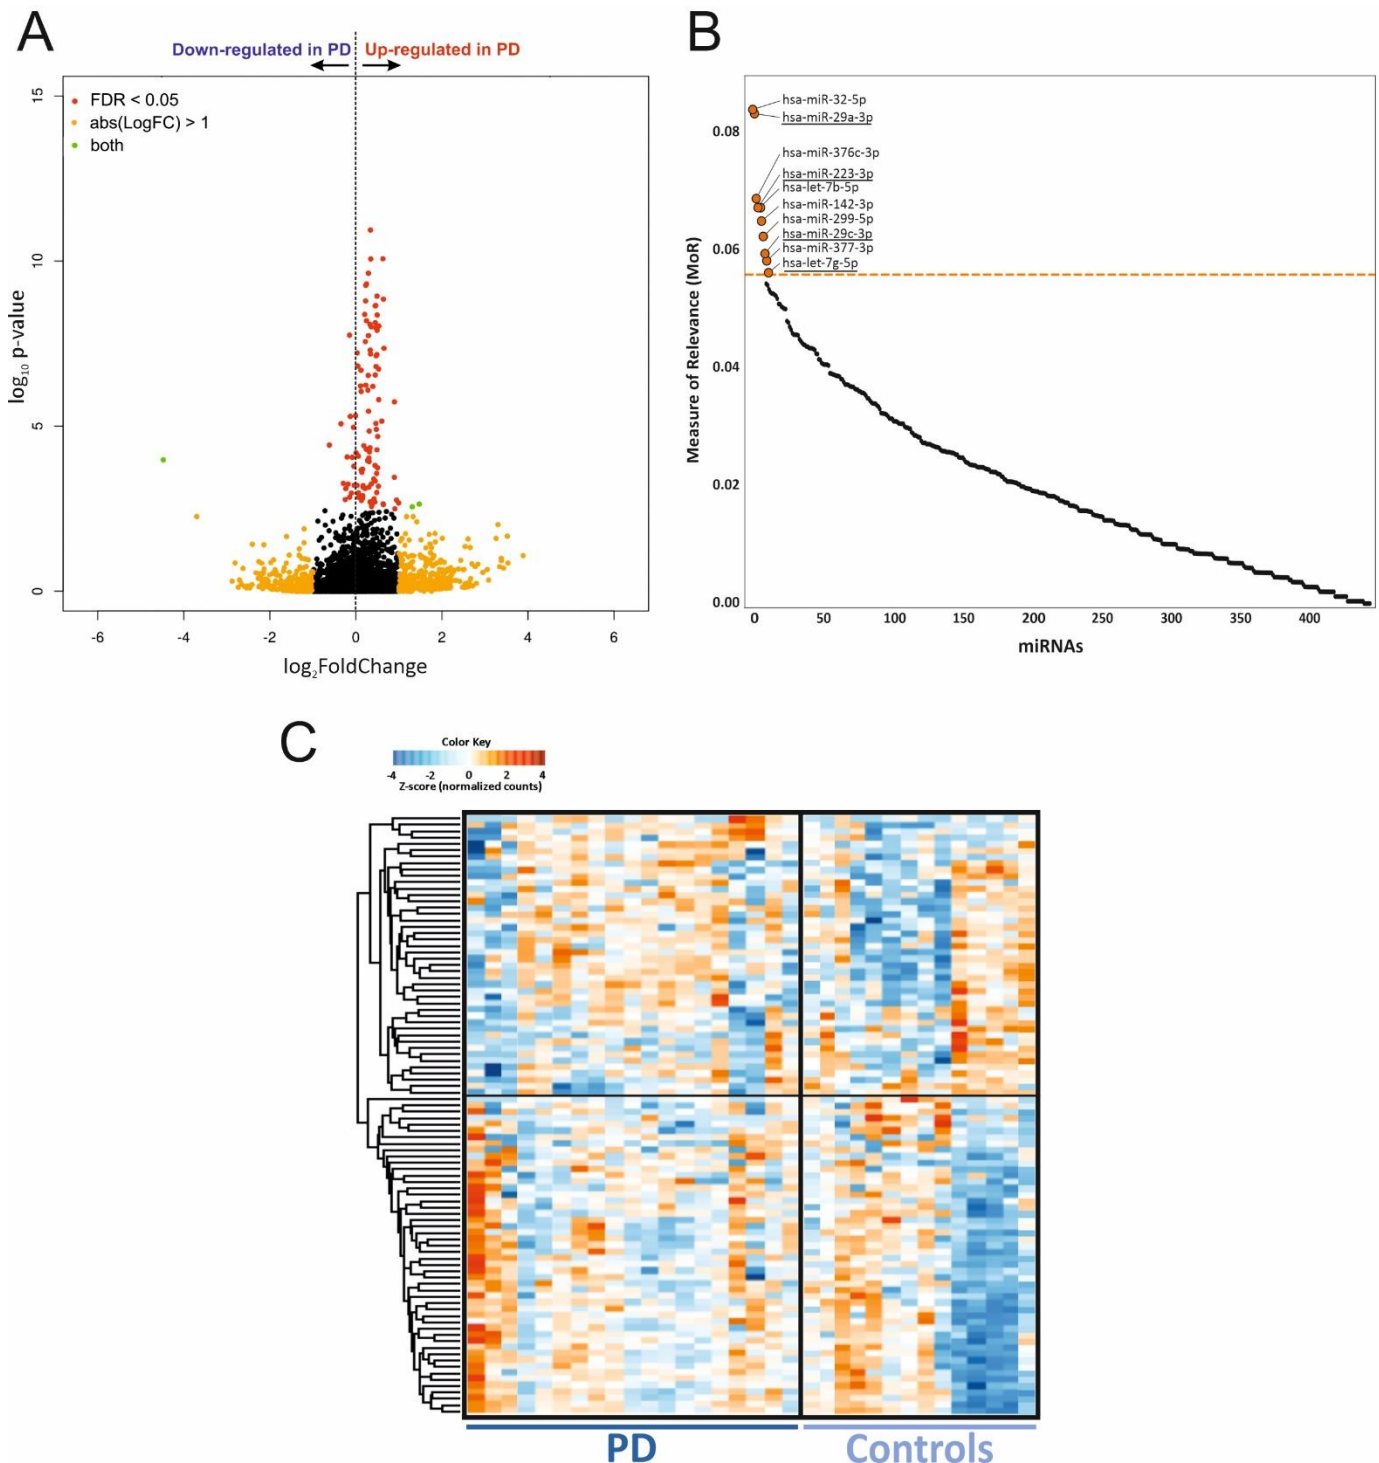 A
Down-regulated in PD
Up-regulated in PD
FDR < 0.05
abs(LogFC) > 1
both
15
10
5
0
log₁₀ p-value
-6
-4
-2
0
2
4
6
log₂FoldChange
B
hsa-miR-32-5p
hsa-miR-29a-3p
hsa-miR-376c-3p
hsa-miR-223-3p
hsa-let-7b-5p
hsa-miR-142-3p
hsa-miR-299-5p
hsa-miR-29c-3p
hsa-miR-377-3p
hsa-let-7g-5p
0.08
0.06
0.04
0.02
0.00
Measure of Relevance (MoR)
0
50
100
150
200
250
300
350
400
miRNAs
C
Color Key
-4
-2
0
2
4
Z-score (normalized counts)
PD
Controls